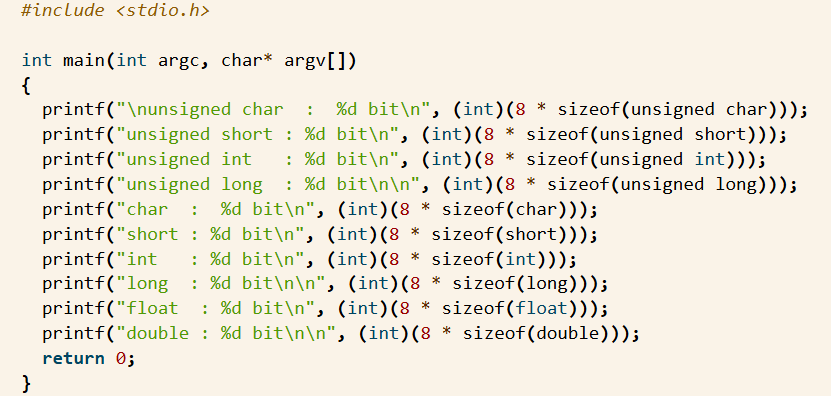 #include <stdio.h>

int main(int argc, char* argv[])
{
  printf("\nunsigned char  :  %d bit\n", (int)(8 * sizeof(unsigned char)));
  printf("unsigned short : %d bit\n", (int)(8 * sizeof(unsigned short)));
  printf("unsigned int   : %d bit\n", (int)(8 * sizeof(unsigned int)));
  printf("unsigned long  : %d bit\n\n", (int)(8 * sizeof(unsigned long)));
  printf("char  :  %d bit\n", (int)(8 * sizeof(char)));
  printf("short : %d bit\n", (int)(8 * sizeof(short)));
  printf("int   : %d bit\n", (int)(8 * sizeof(int)));
  printf("long  : %d bit\n\n", (int)(8 * sizeof(long)));
  printf("float  : %d bit\n", (int)(8 * sizeof(float)));
  printf("double : %d bit\n\n", (int)(8 * sizeof(double)));
  return 0;
}